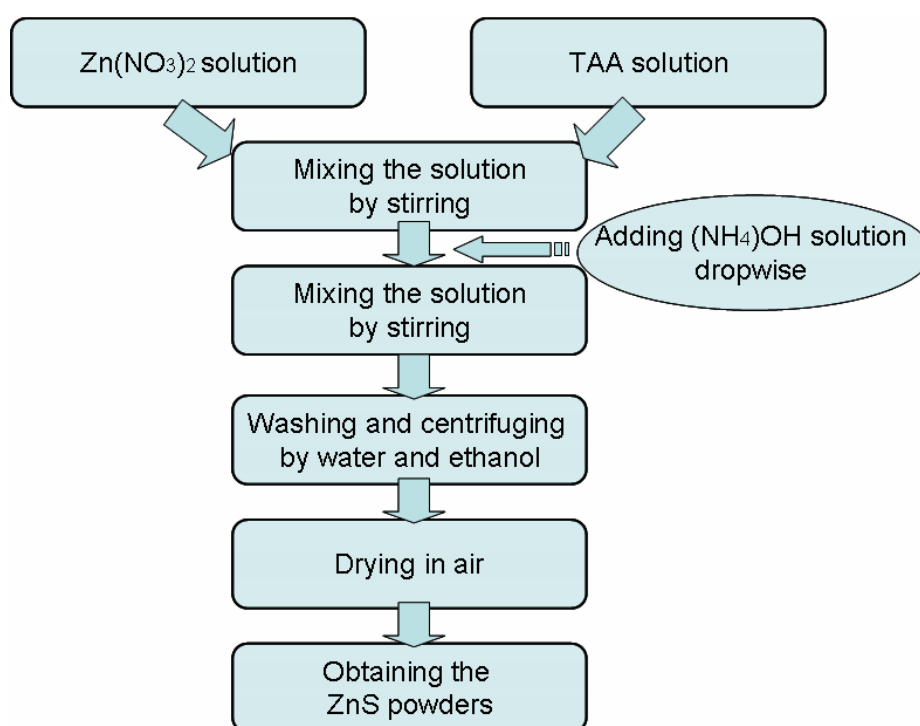 Zn(NO₃)₂ solution
TAA solution
Mixing the solution
by stirring
Adding (NH₄)OH solution
dropwise
Mixing the solution
by stirring
Washing and centrifuging
by water and ethanol
Drying in air
Obtaining the
ZnS powders